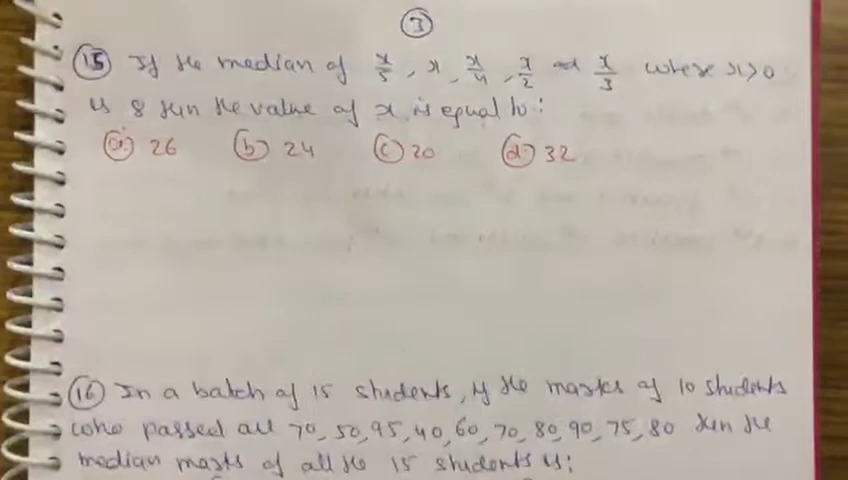 3
15 If the median of x/5, x, x/4, x/2 and x/3 where x>0
is 8 then the value of x is equal to:
a 26 b 24 c 20 d 32
16 In a batch of 15 students, if the marks of 10 students
who passed are 70, 50, 95, 40, 60, 70, 80, 90, 75, 80 then the
median marks of all the 15 students is: